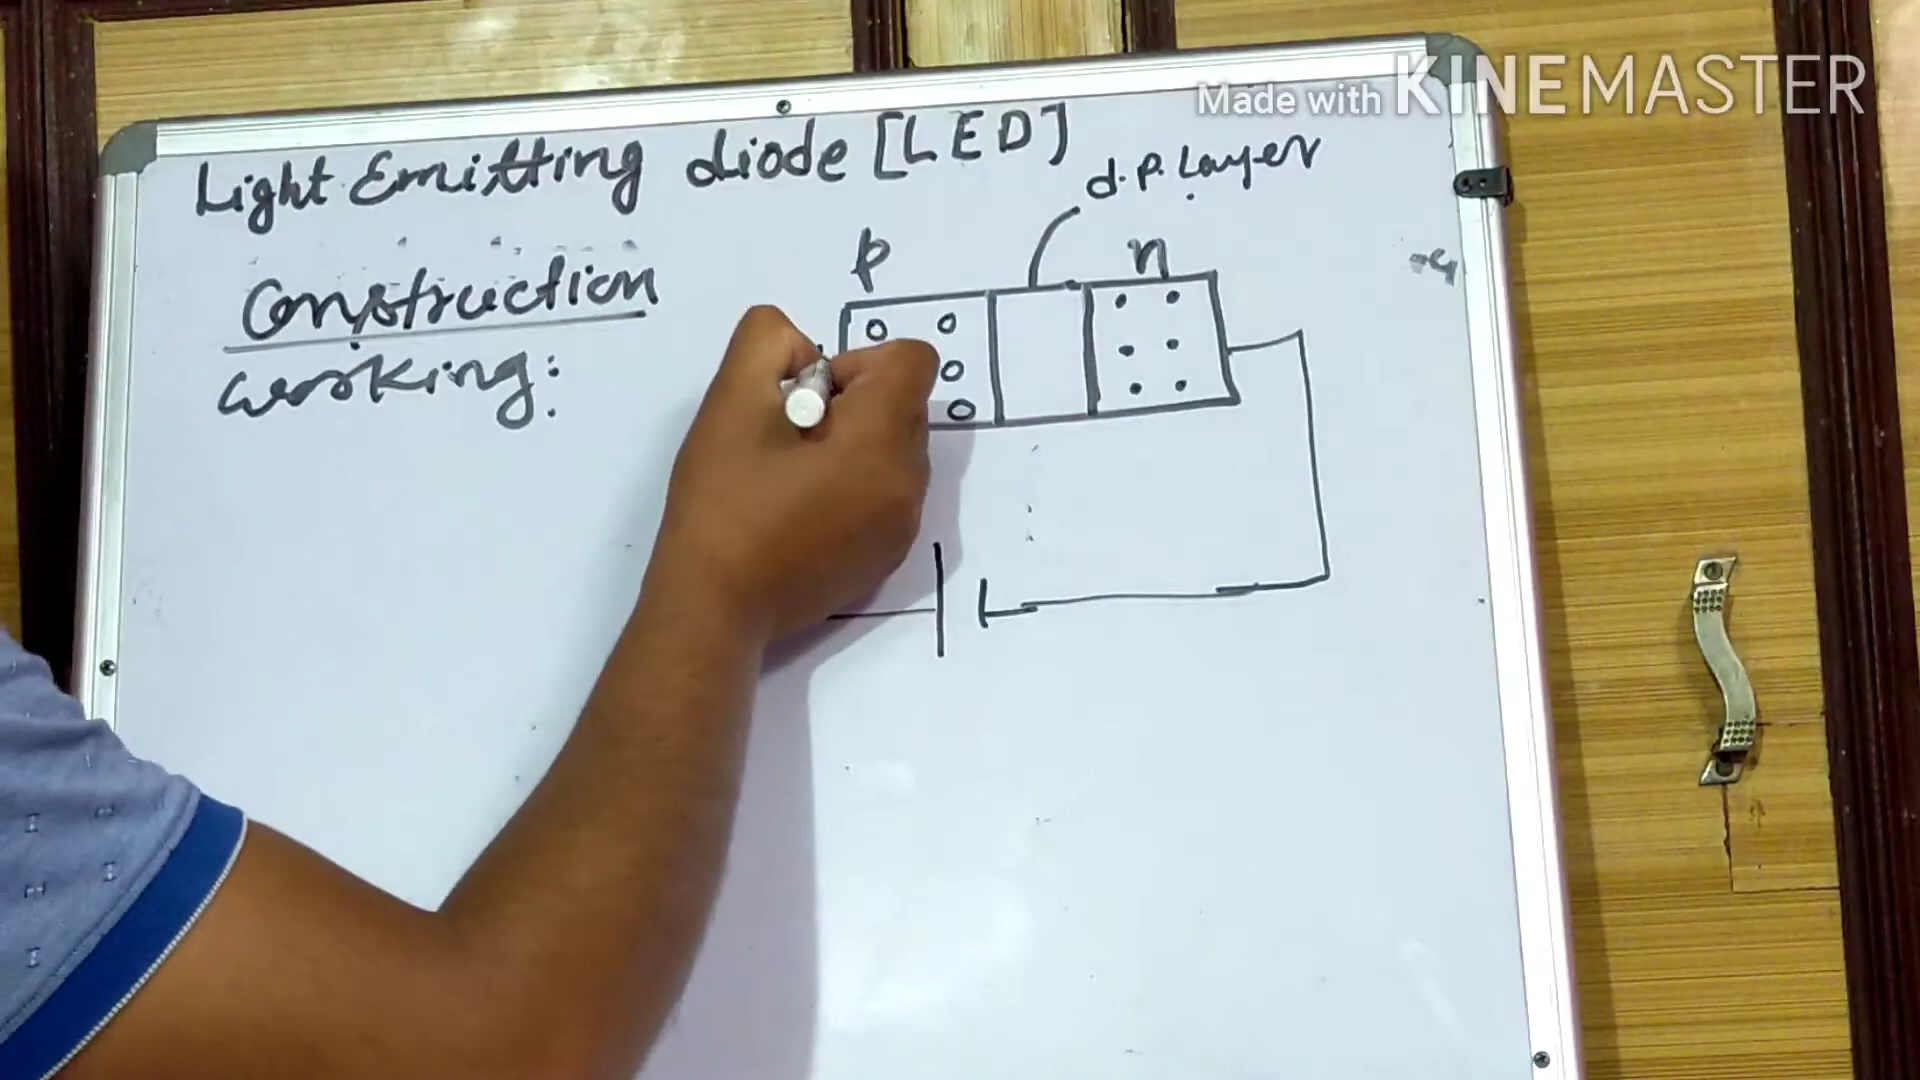 Made with KINEMASTER
Light Emitting diode [LED]
d.p. Layer
p
n
Construction
Working: